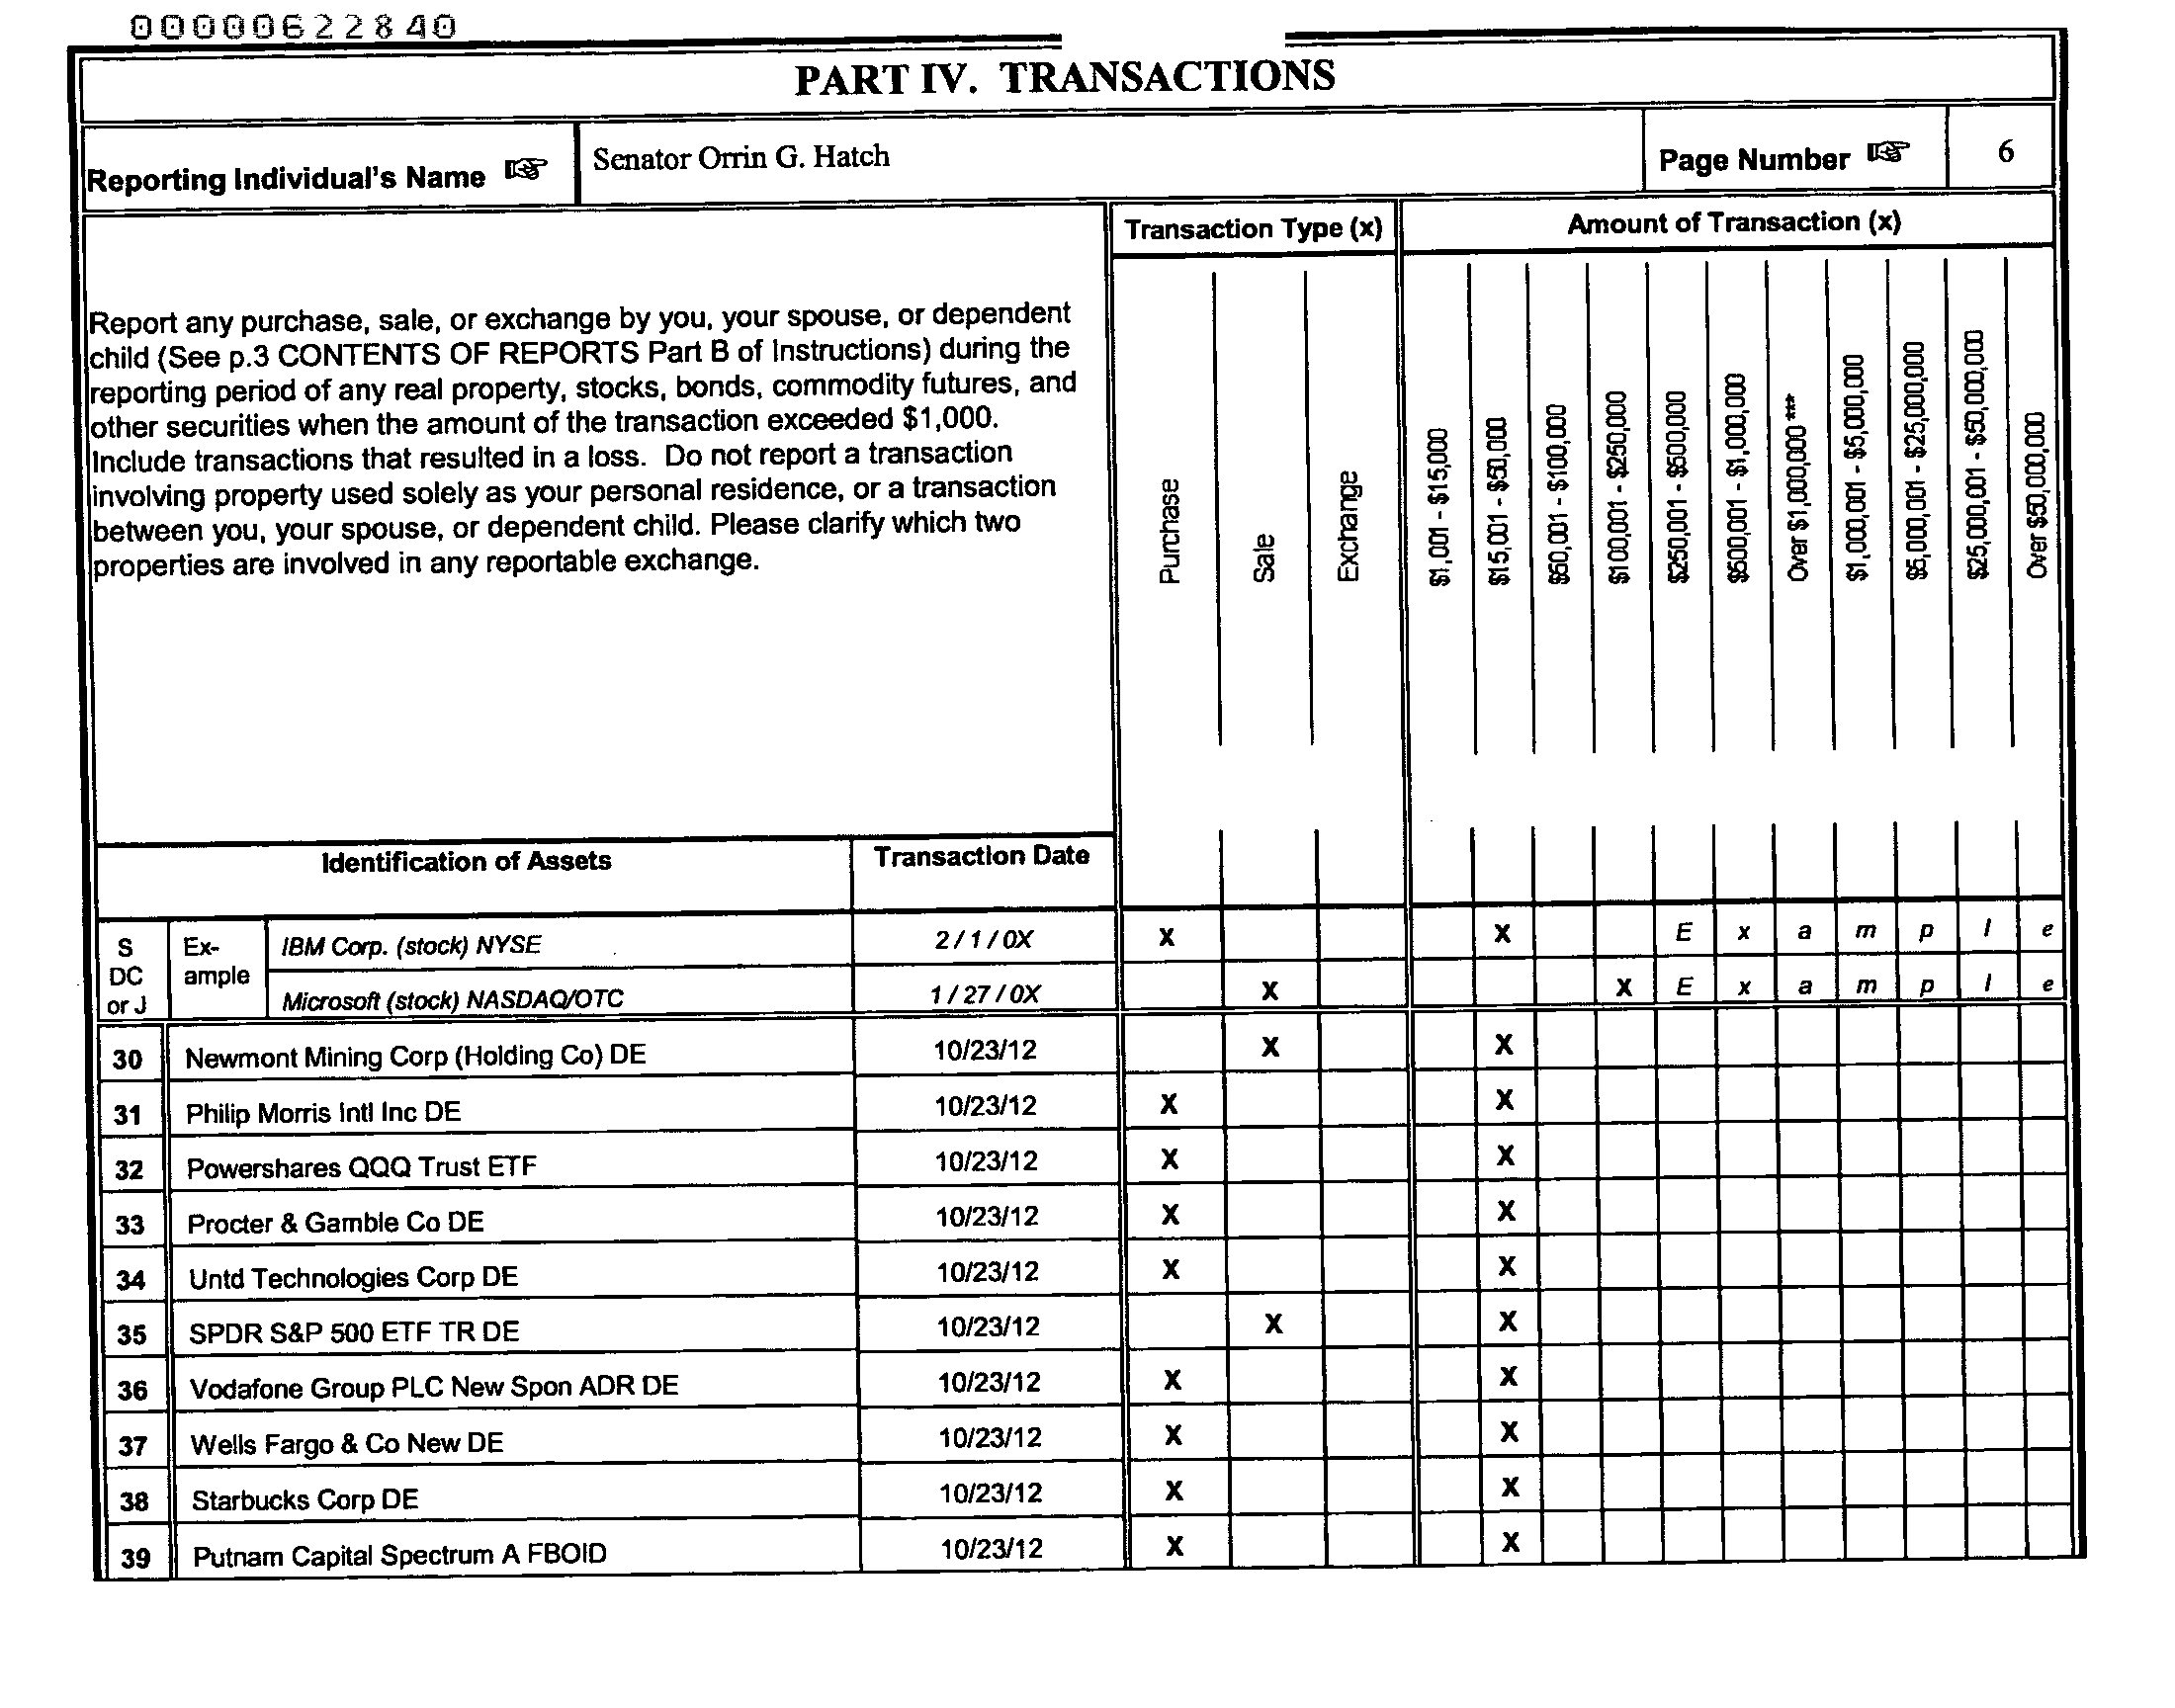 00000622840
PART IV. TRANSACTIONS
Reporting Individual's Name
Senator Orrin G. Hatch
Page Number
6
Report any purchase, sale, or exchange by you, your spouse, or dependent
child (See p.3 CONTENTS OF REPORTS Part B of Instructions) during the
reporting period of any real property, stocks, bonds, commodity futures, and
other securities when the amount of the transaction exceeded $1,000.
Include transactions that resulted in a loss. Do not report a transaction
involving property used solely as your personal residence, or a transaction
between you, your spouse, or dependent child. Please clarify which two
properties are involved in any reportable exchange.
Transaction Type (x)
Amount of Transaction (x)
Purchase
Sale
Exchange
$1,001 - $15,000
$15,001 - $50,000
$50,001 - $100,000
$100,001 - $250,000
$250,001 - $500,000
$500,001 - $1,000,000
Over $1,000,000 ***
$1,000,001 - $5,000,000
$5,000,001 - $25,000,000
$25,000,001 - $50,000,000
Over $50,000,000
Identification of Assets
Transaction Date
S
DC
or J
Ex-
ample
IBM Corp. (stock) NYSE 2 / 1 / 0X X X E x a m p l e
Microsoft (stock) NASDAQ/OTC 1 / 27 / 0X X X E x a m p l e
30 Newmont Mining Corp (Holding Co) DE 10/23/12 X X
31 Philip Morris Intl Inc DE 10/23/12 X X
32 Powershares QQQ Trust ETF 10/23/12 X X
33 Procter & Gamble Co DE 10/23/12 X X
34 Untd Technologies Corp DE 10/23/12 X X
35 SPDR S&P 500 ETF TR DE 10/23/12 X X
36 Vodafone Group PLC New Spon ADR DE 10/23/12 X X
37 Wells Fargo & Co New DE 10/23/12 X X
38 Starbucks Corp DE 10/23/12 X X
39 Putnam Capital Spectrum A FBOID 10/23/12 X X